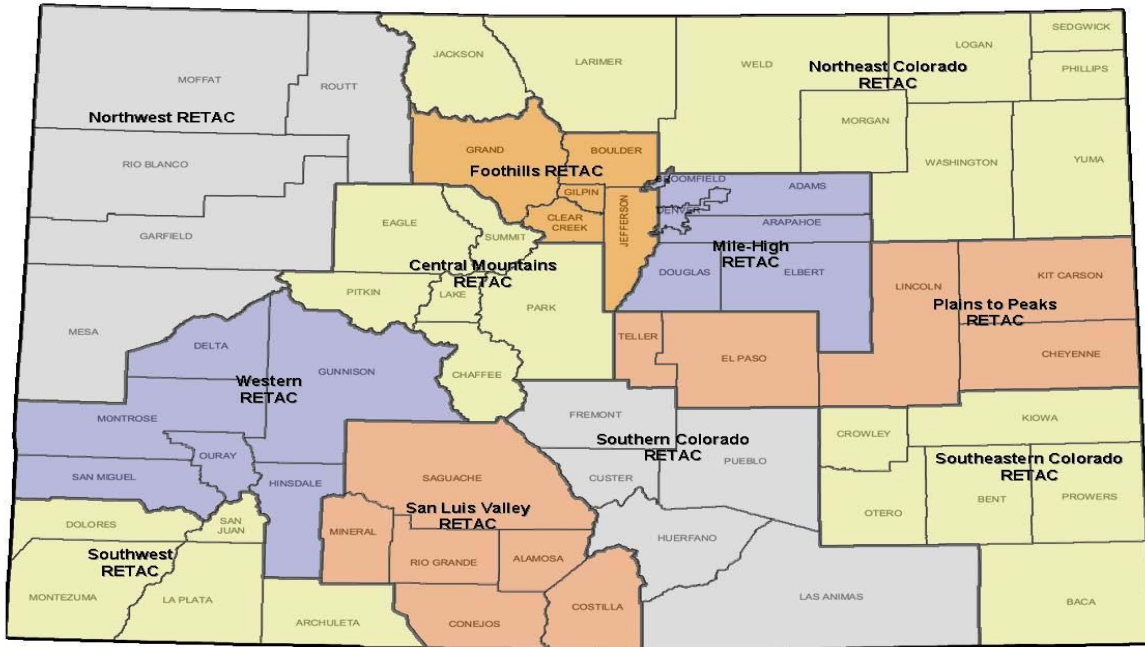 SEDGWICK
LOGAN
JACKSON
LARIMER
WELD
Northeast Colorado
RETAC
PHILLIPS
MOFFAT
ROUTT
Northwest RETAC
MORGAN
GRAND
BOULDER
Foothills RETAC
RIO BLANCO
WASHINGTON
YUMA
BROOMFIELD
ADAMS
GILPIN
DENVER
EAGLE
CLEAR
CREEK
JEFFERSON
ARAPAHOE
GARFIELD
SUMMIT
Mile-High
RETAC
Central Mountains
RETAC
DOUGLAS
ELBERT
LINCOLN
KIT CARSON
PITKIN
LAKE
PARK
Plains to Peaks
RETAC
MESA
TELLER
DELTA
EL PASO
CHEYENNE
GUNNISON
CHAFFEE
Western
RETAC
MONTROSE
FREMONT
KIOWA
Southern Colorado
RETAC
CROWLEY
OURAY
PUEBLO
Southeastern Colorado
RETAC
SAN MIGUEL
HINSDALE
SAGUACHE
CUSTER
BENT
PROWERS
San Luis Valley
RETAC
OTERO
DOLORES
SAN
JUAN
MINERAL
HUERFANO
Southwest
RETAC
RIO GRANDE
ALAMOSA
MONTEZUMA
LA PLATA
LAS ANIMAS
COSTILLA
BACA
ARCHULETA
CONEJOS